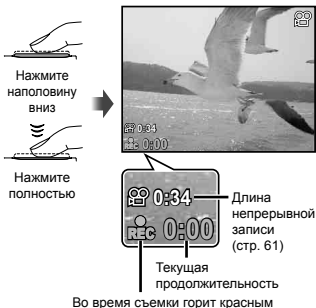 Нажмите
наполовину
вниз
Нажмите
полностью
0:34
REC 0:00
0:34
REC 0:00
Длина
непрерывной
записи
(стр. 61)
Текущая
продолжительность
Во время съемки горит красным